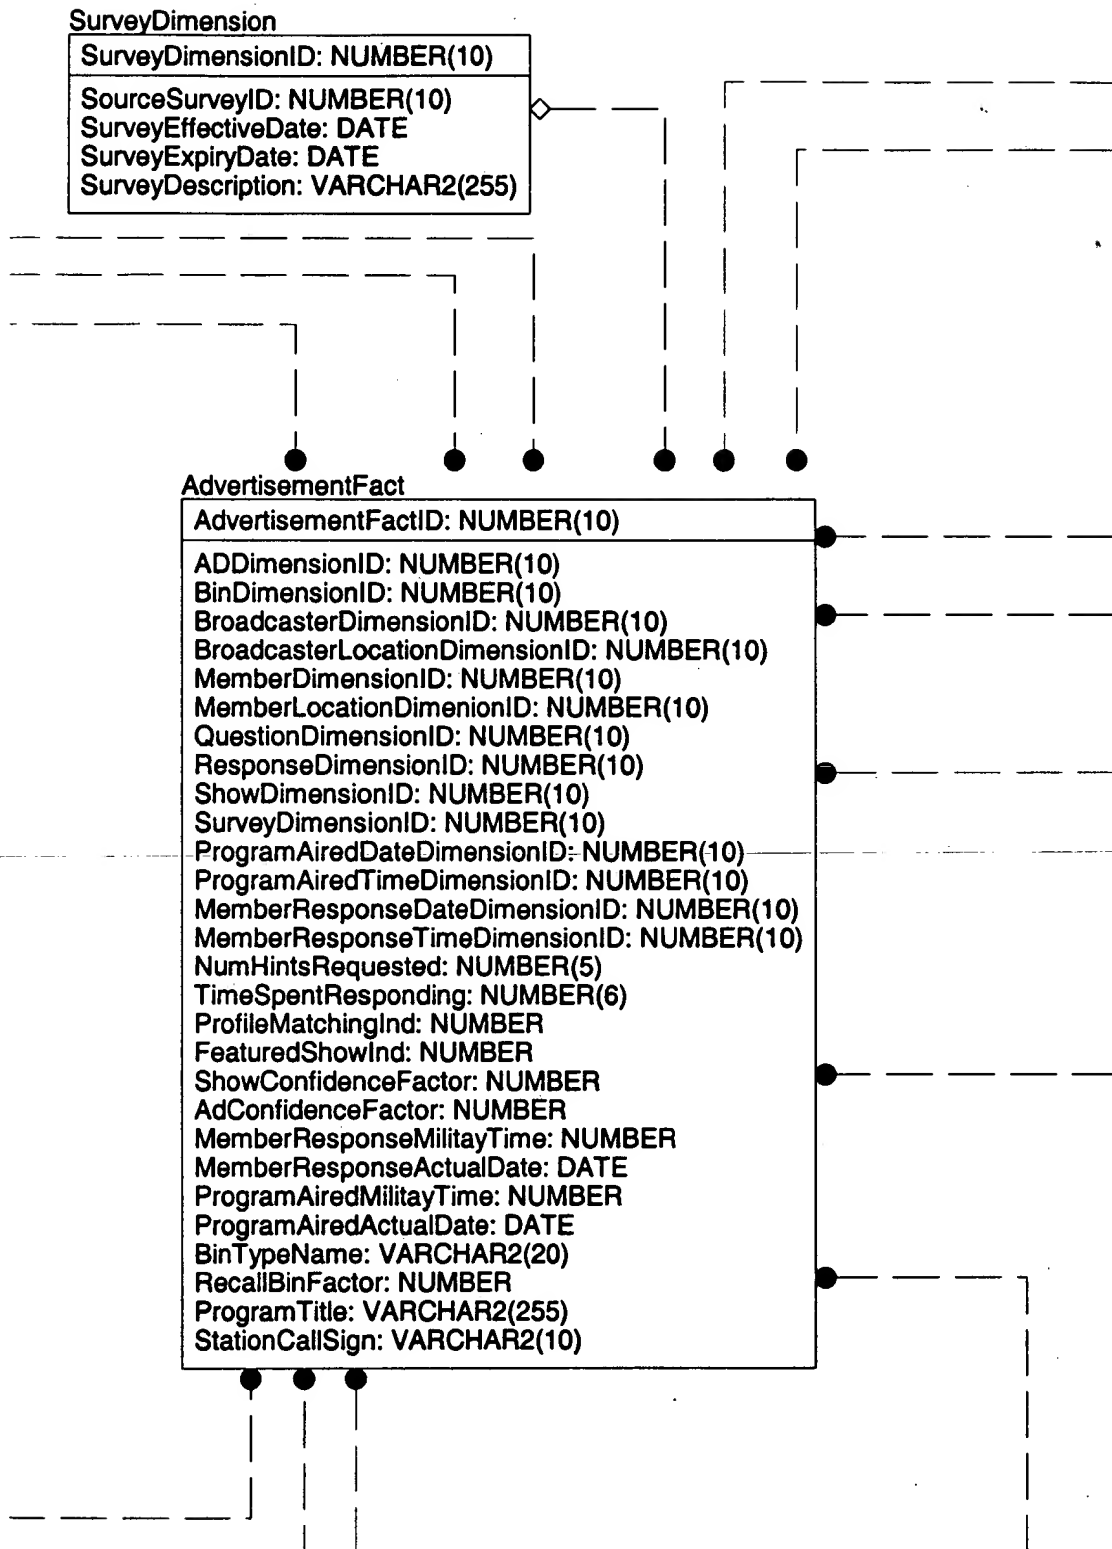 SurveyDimension
SurveyDimensionID: NUMBER(10)
SourceSurveyID: NUMBER(10)
SurveyEffectiveDate: DATE
SurveyExpiryDate: DATE
SurveyDescription: VARCHAR2(255)
AdvertisementFact
AdvertisementFactID: NUMBER(10)
ADDimensionID: NUMBER(10)
BinDimensionID: NUMBER(10)
BroadcasterDimensionID: NUMBER(10)
BroadcasterLocationDimensionID: NUMBER(10)
MemberDimensionID: NUMBER(10)
MemberLocationDimenionID: NUMBER(10)
QuestionDimensionID: NUMBER(10)
ResponseDimensionID: NUMBER(10)
ShowDimensionID: NUMBER(10)
SurveyDimensionID: NUMBER(10)
ProgramAiredDateDimensionID: NUMBER(10)
ProgramAiredTimeDimensionID: NUMBER(10)
MemberResponseDateDimensionID: NUMBER(10)
MemberResponseTimeDimensionID: NUMBER(10)
NumHintsRequested: NUMBER(5)
TimeSpentResponding: NUMBER(6)
ProfileMatchingInd: NUMBER
FeaturedShowInd: NUMBER
ShowConfidenceFactor: NUMBER
AdConfidenceFactor: NUMBER
MemberResponseMilitayTime: NUMBER
MemberResponseActualDate: DATE
ProgramAiredMilitayTime: NUMBER
ProgramAiredActualDate: DATE
BinTypeName: VARCHAR2(20)
RecallBinFactor: NUMBER
ProgramTitle: VARCHAR2(255)
StationCallSign: VARCHAR2(10)